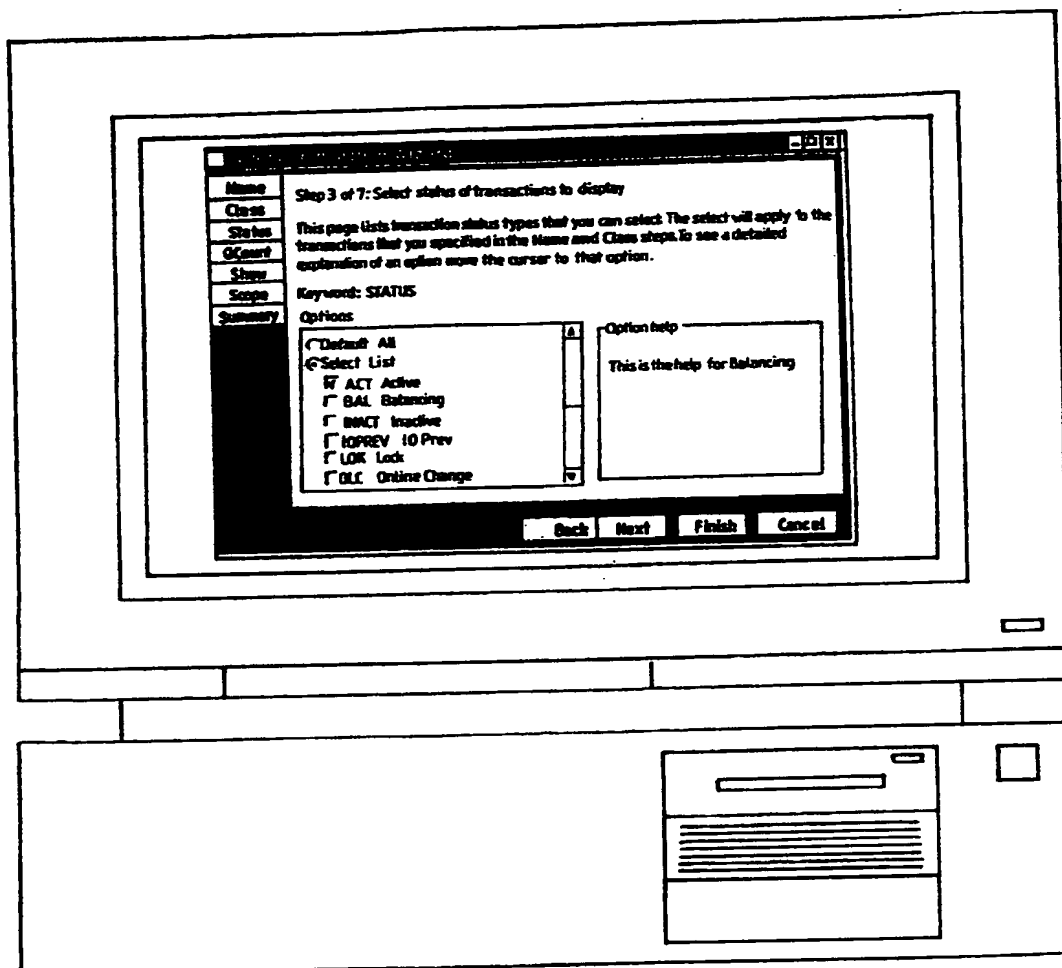 Name
Class
Status
QCount
Show
Scope
Summary
Step 3 of 7: Select status of transactions to display
This page lists transaction status types that you can select The select will apply to the
transactions that you specified in the Name and Class steps. To see a detailed
explanation of an option move the cursor to that option.
Keyword: STATUS
Options
Default All
Select List
ACT Active
BAL Balancing
INACT Inactive
IOPREV IO Prev
LCK Lock
OLC Online Change
Option help
This is the help for Balancing
Back Next Finish Cancel